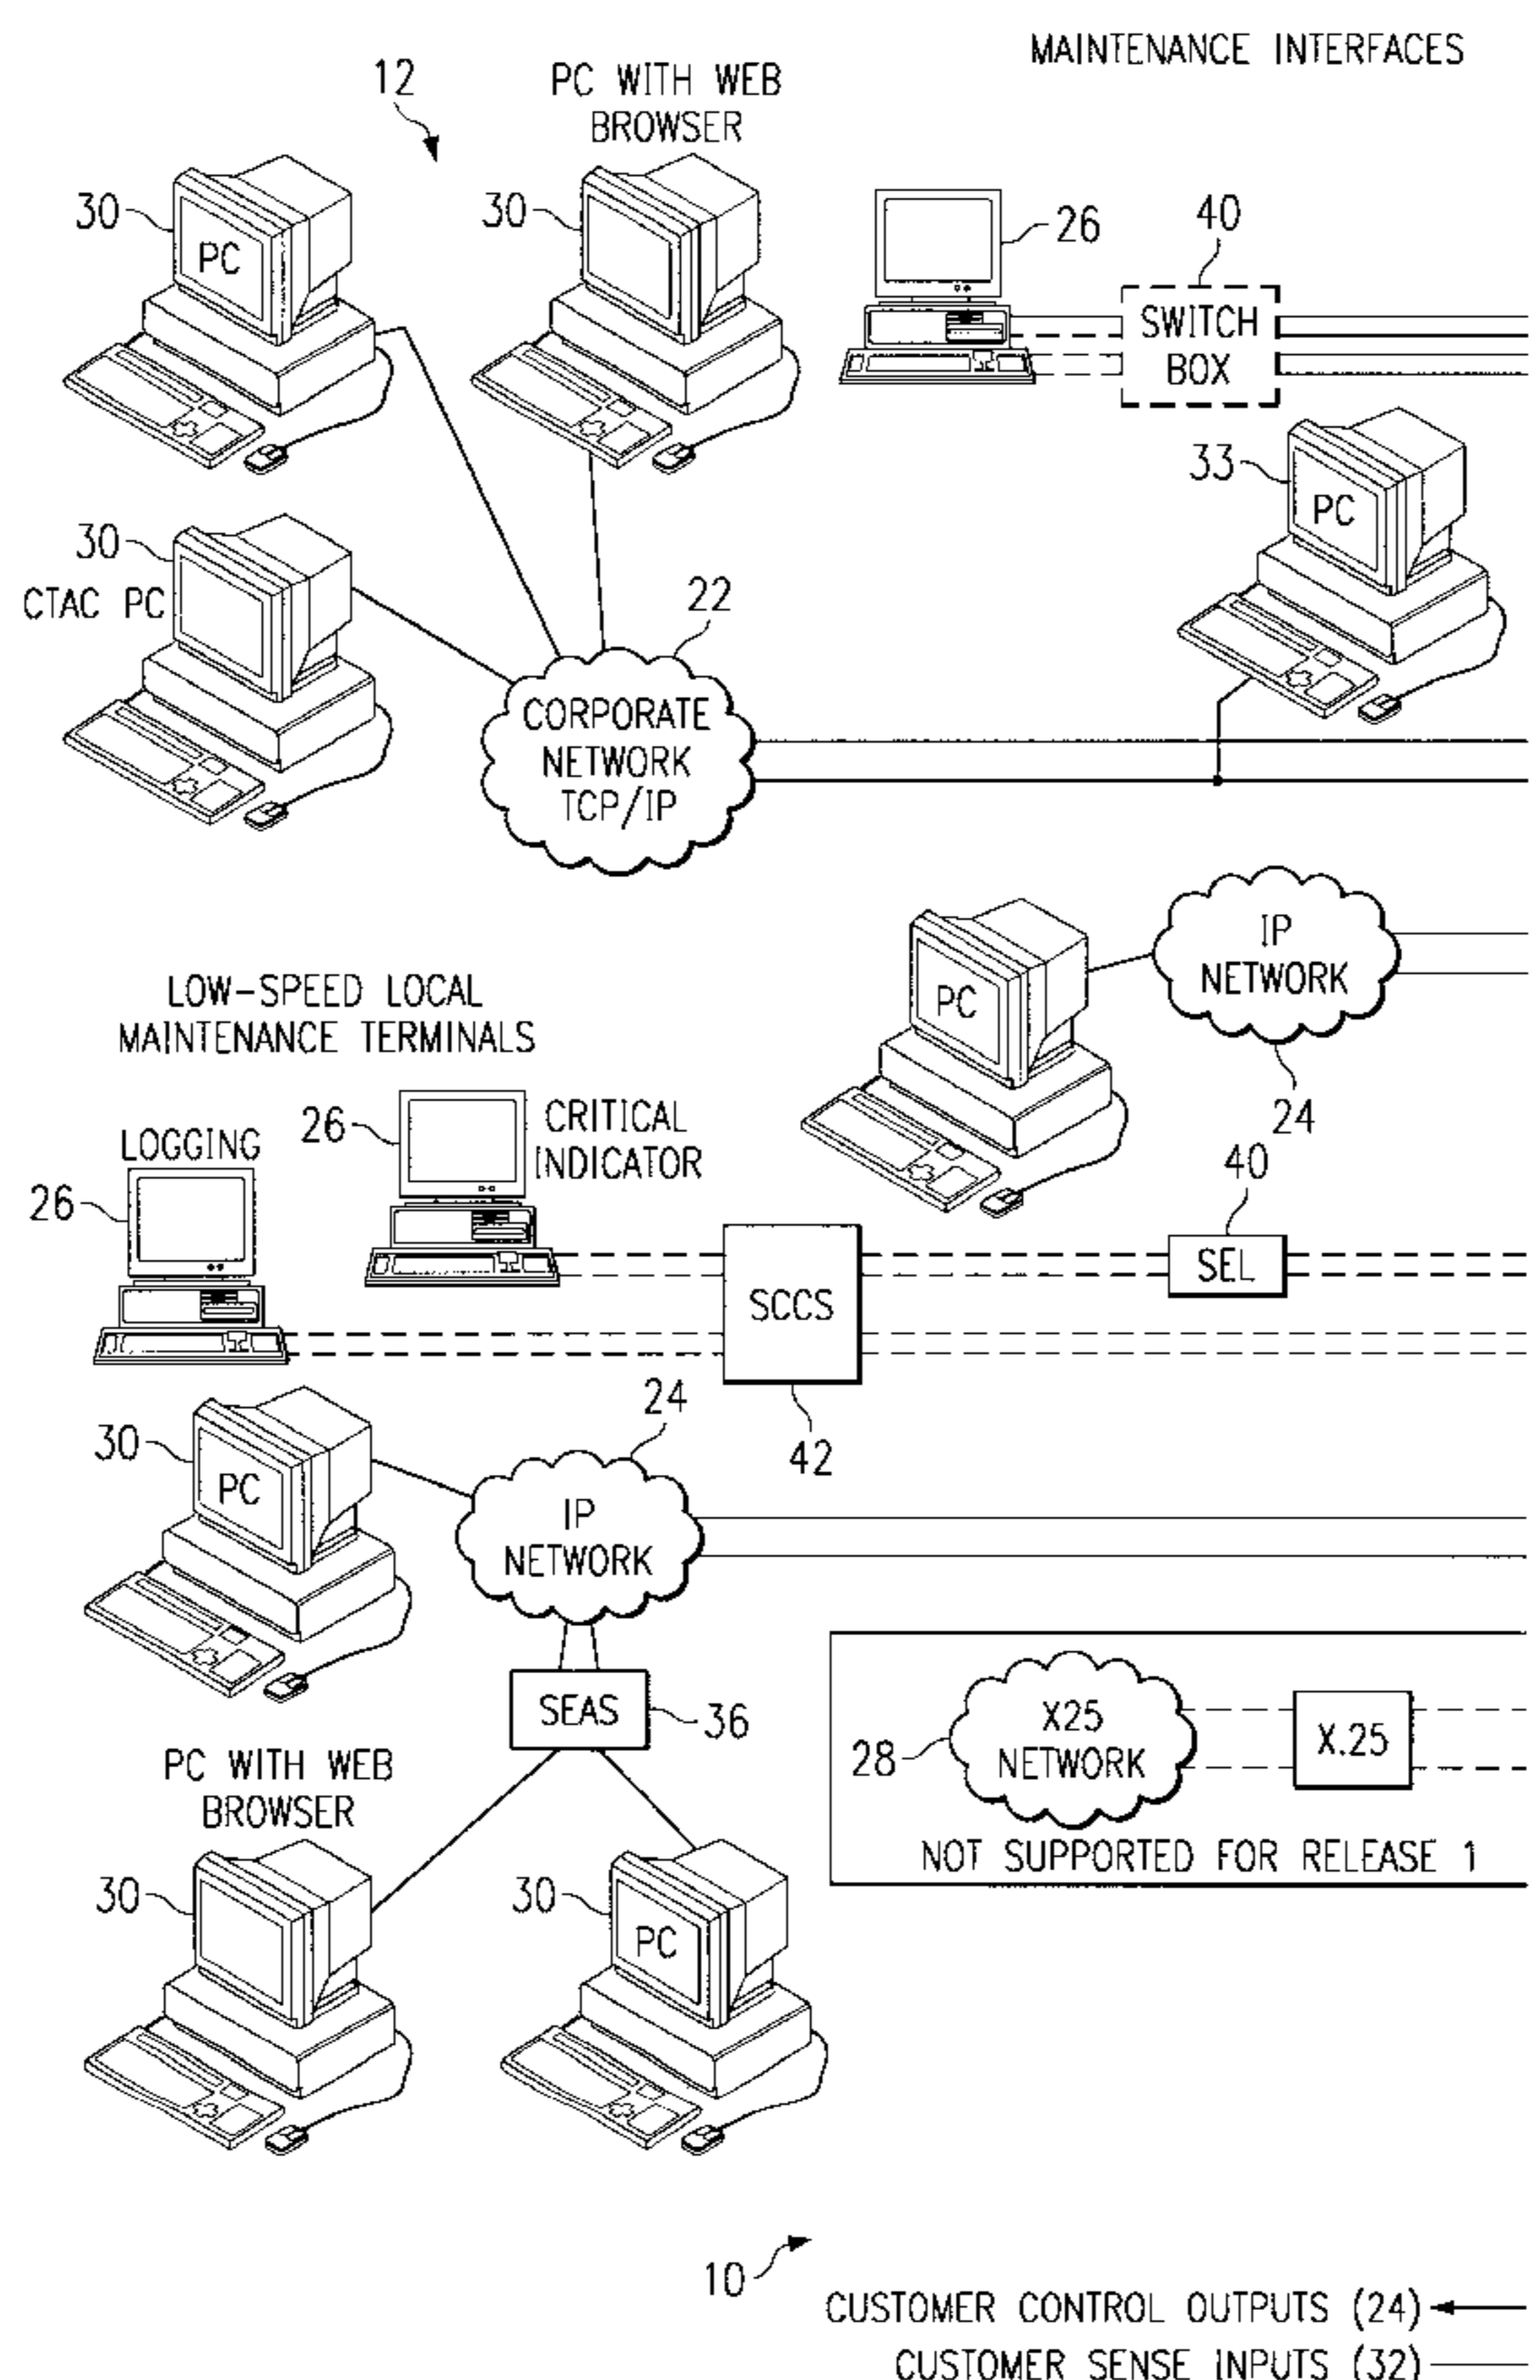 MAINTENANCE INTERFACES
12
PC WITH WEB
BROWSER
30
PC
30
26
40
SWITCH
BOX
33
PC
30
CTAC PC
22
CORPORATE
NETWORK
TCP/IP
IP
NETWORK
24
PC
LOW-SPEED LOCAL
MAINTENANCE TERMINALS
LOGGING
26
26
CRITICAL
INDICATOR
40
SEL
SCCS
42
30
PC
24
IP
NETWORK
SEAS
36
28
X25
NETWORK
X.25
NOT SUPPORTED FOR RELEASE 1
PC WITH WEB
BROWSER
30
30
PC
10
CUSTOMER CONTROL OUTPUTS (24)
CUSTOMER SENSE INPUTS (32)